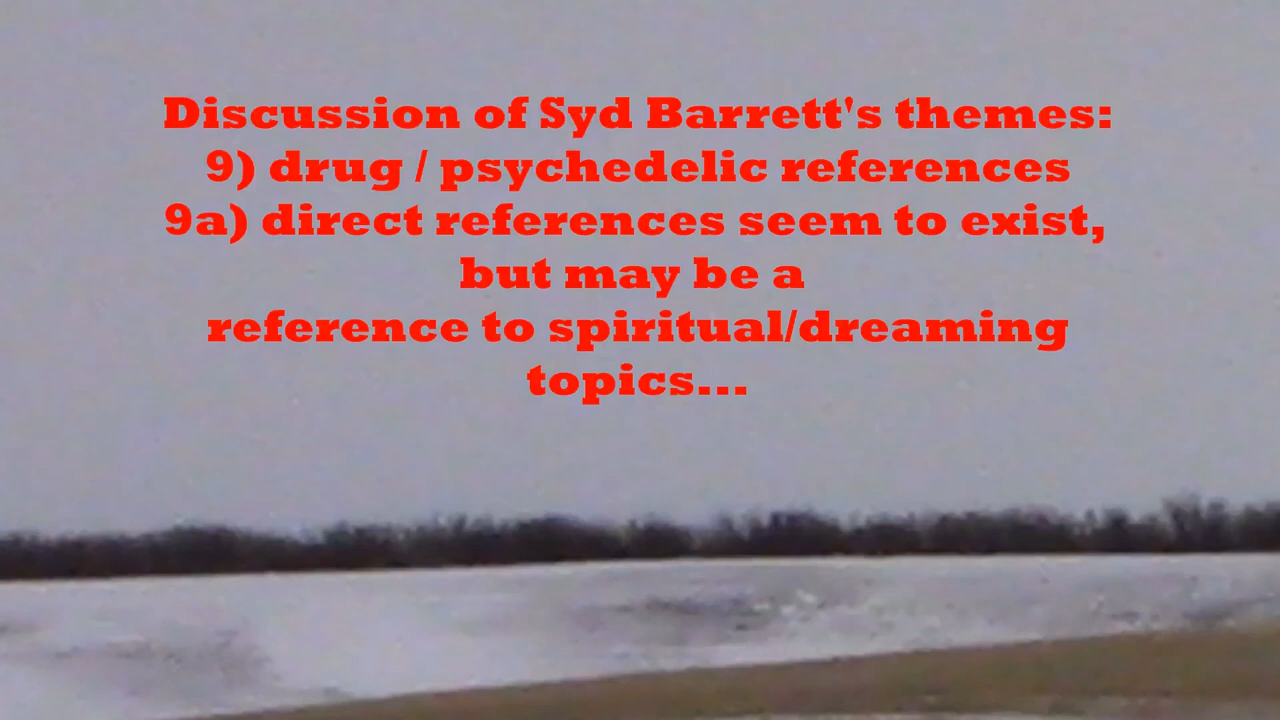 Discussion of Syd Barrett's themes:
9) drug / psychedelic references
9a) direct references seem to exist,
but may be a
reference to spiritual/dreaming
topics...